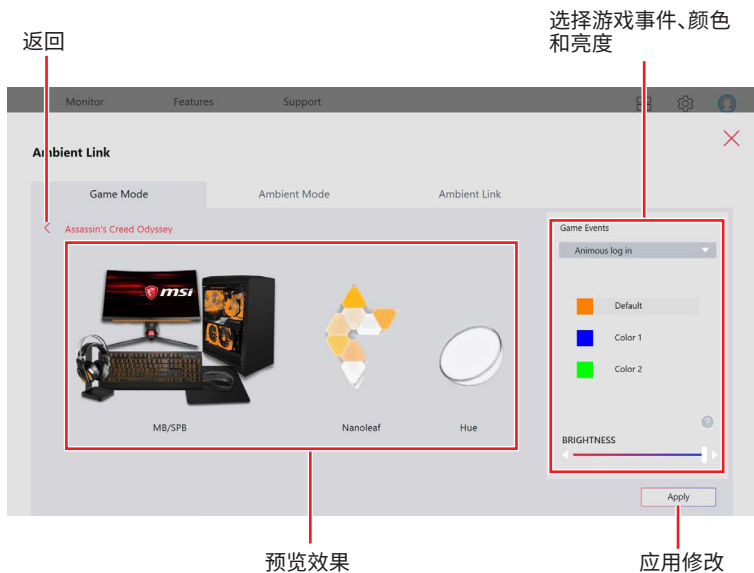 选择游戏事件、颜色
和亮度
返回
Monitor Features Support
Ambient Link
Game Mode Ambient Mode Ambient Link
Assassin's Creed Odyssey
Game Events
Animous log in
msi
Default
Color 1
Color 2
?
MB/SPB Nanoleaf Hue
BRIGHTNESS
Apply
预览效果 应用修改